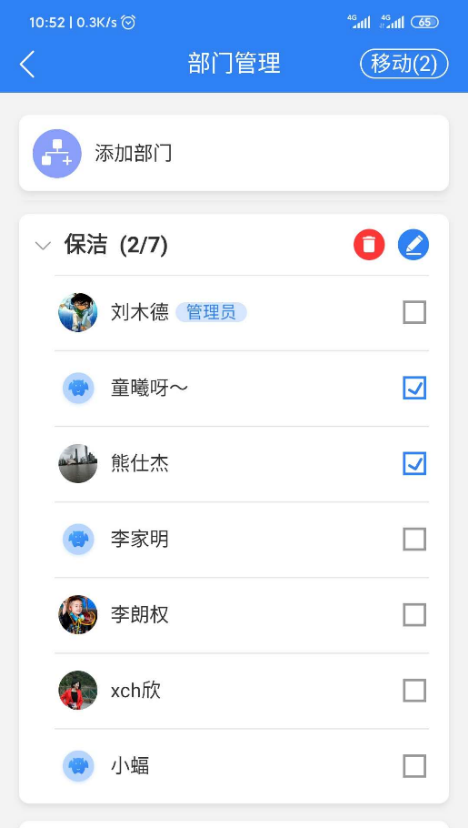 10:52 | 0.3K/s 4G 4G 65
部门管理 移动(2)
添加部门
保洁 (2/7)
刘木德 管理员
童曦呀～
熊仕杰
李家明
李朗权
xch欣
小蝠